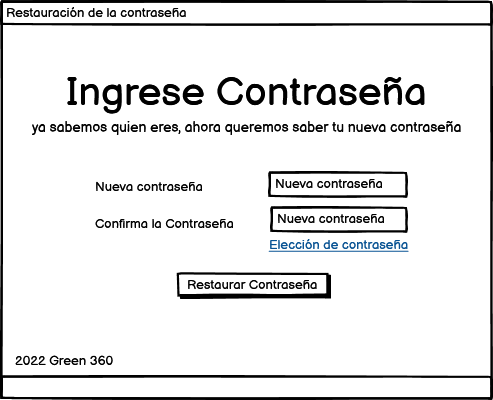 Restauración de la contraseña
Ingrese Contraseña
ya sabemos quien eres, ahora queremos saber tu nueva contraseña
Nueva contraseña
Nueva contraseña
Confirma la Contraseña
Nueva contraseña
Elección de contraseña
Restaurar Contraseña
2022 Green 360